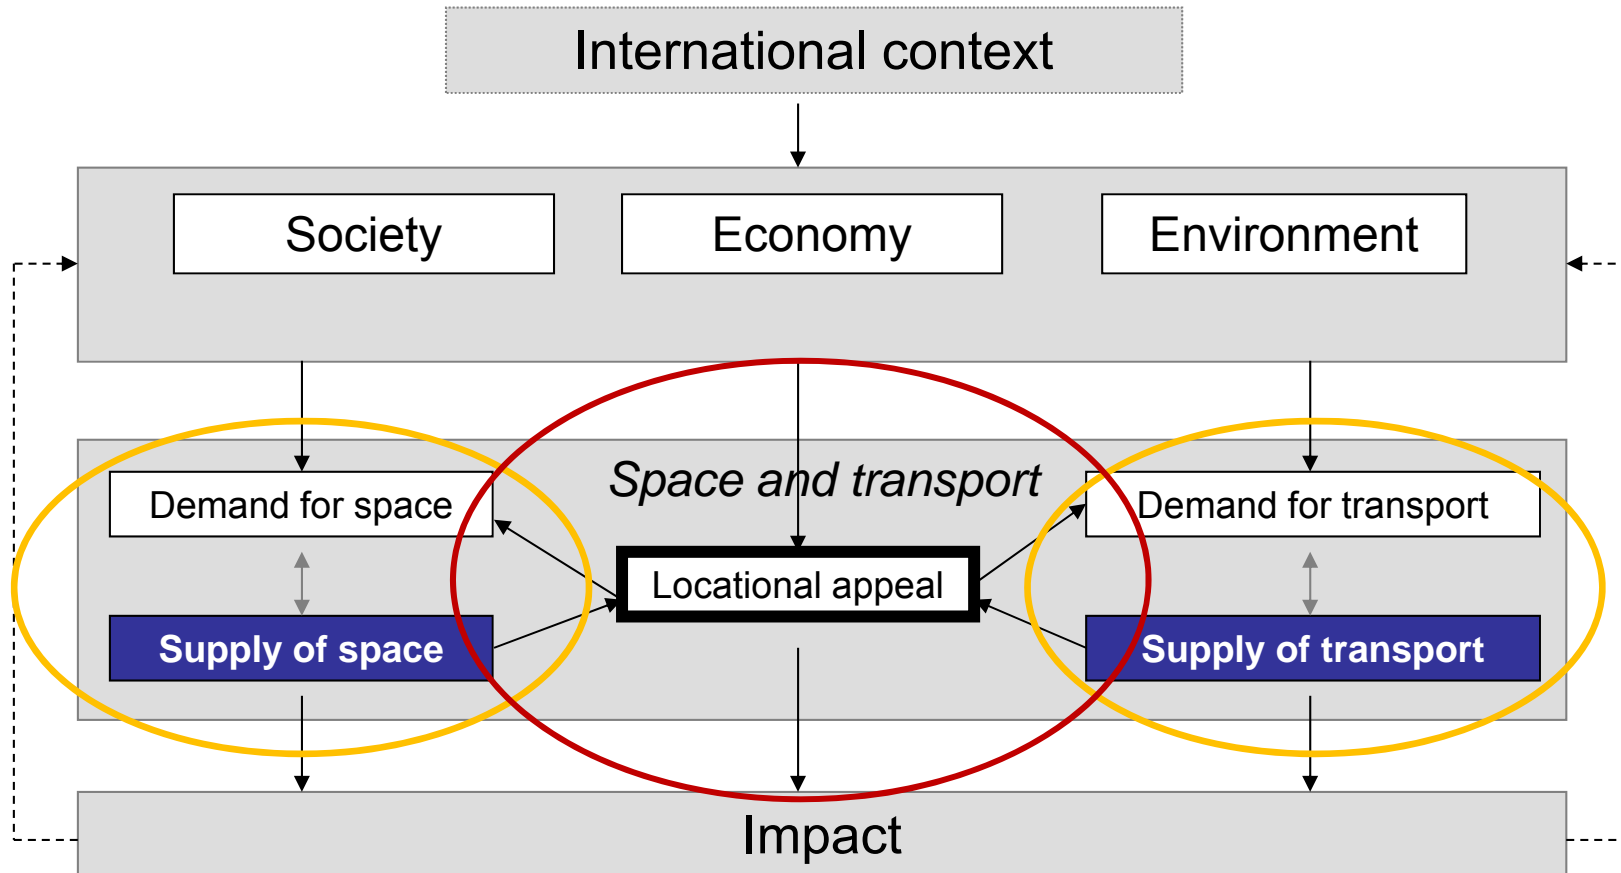 International context
Society
Economy
Environment
Space and transport
Demand for space
Demand for transport
Locational appeal
Supply of space
Supply of transport
Impact